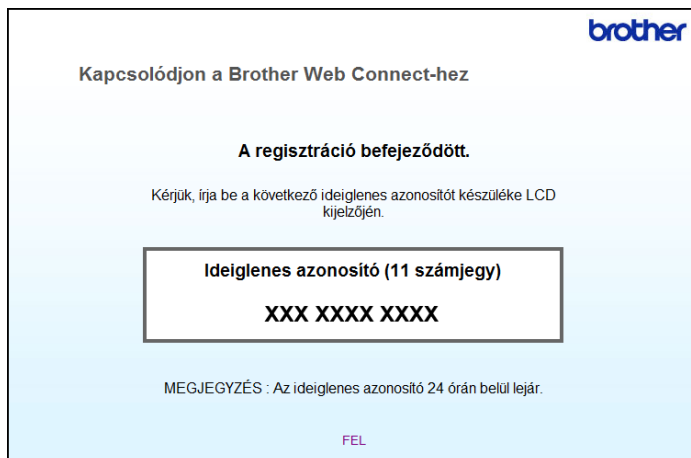 brother
Kapcsolódjon a Brother Web Connect-hez
A regisztráció befejeződött.
Kérjük, írja be a következő ideiglenes azonosítót készüléke LCD
kijelzőjén.
Ideiglenes azonosító (11 számjegy)
XXX XXXX XXXX
MEGJEGYZÉS : Az ideiglenes azonosító 24 órán belül lejár.
FEL